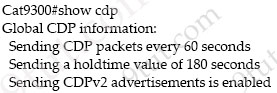 Cat9300#show cdp
Global CDP information:
Sending CDP packets every 60 seconds
Sending a holdtime value of 180 seconds
Sending CDPv2 advertisements is enabled